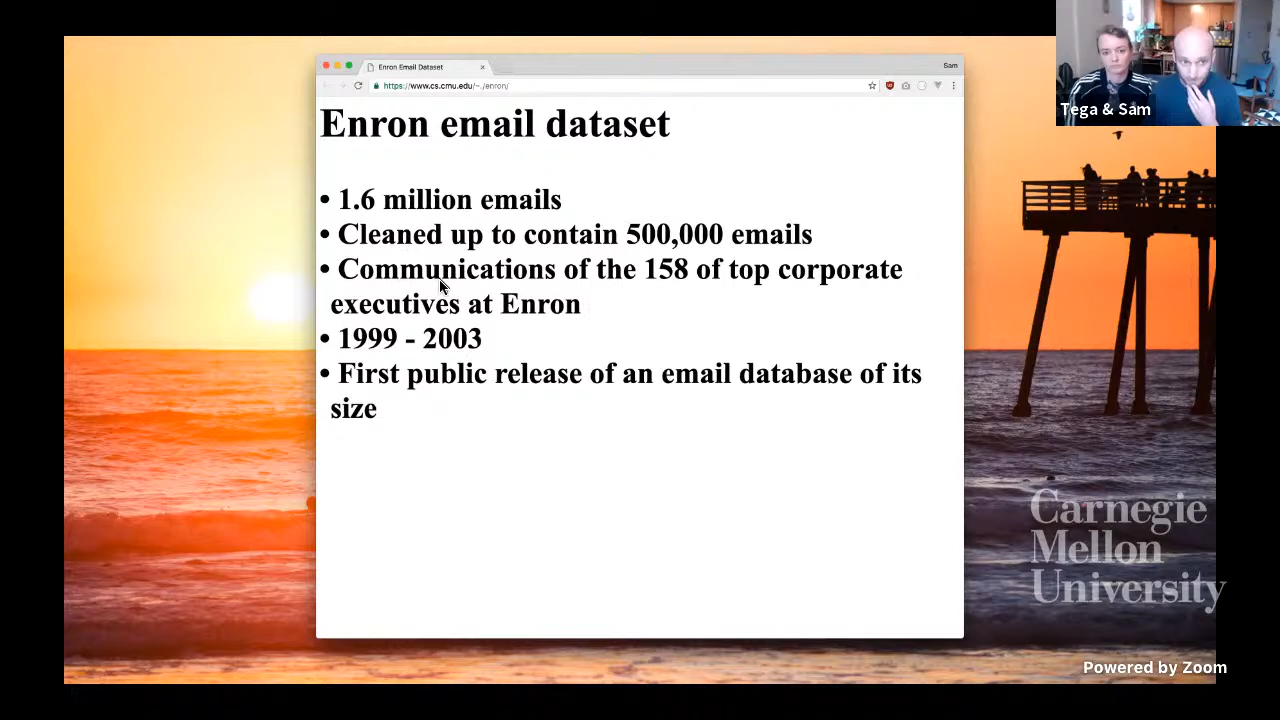 Enron Email Dataset
Sam
https://www.cs.cmu.edu/~./enron/
Enron email dataset
• 1.6 million emails
• Cleaned up to contain 500,000 emails
• Communications of the 158 of top corporate
executives at Enron
• 1999 - 2003
• First public release of an email database of its
size
Tega & Sam
Carnegie
Mellon
University
Powered by Zoom